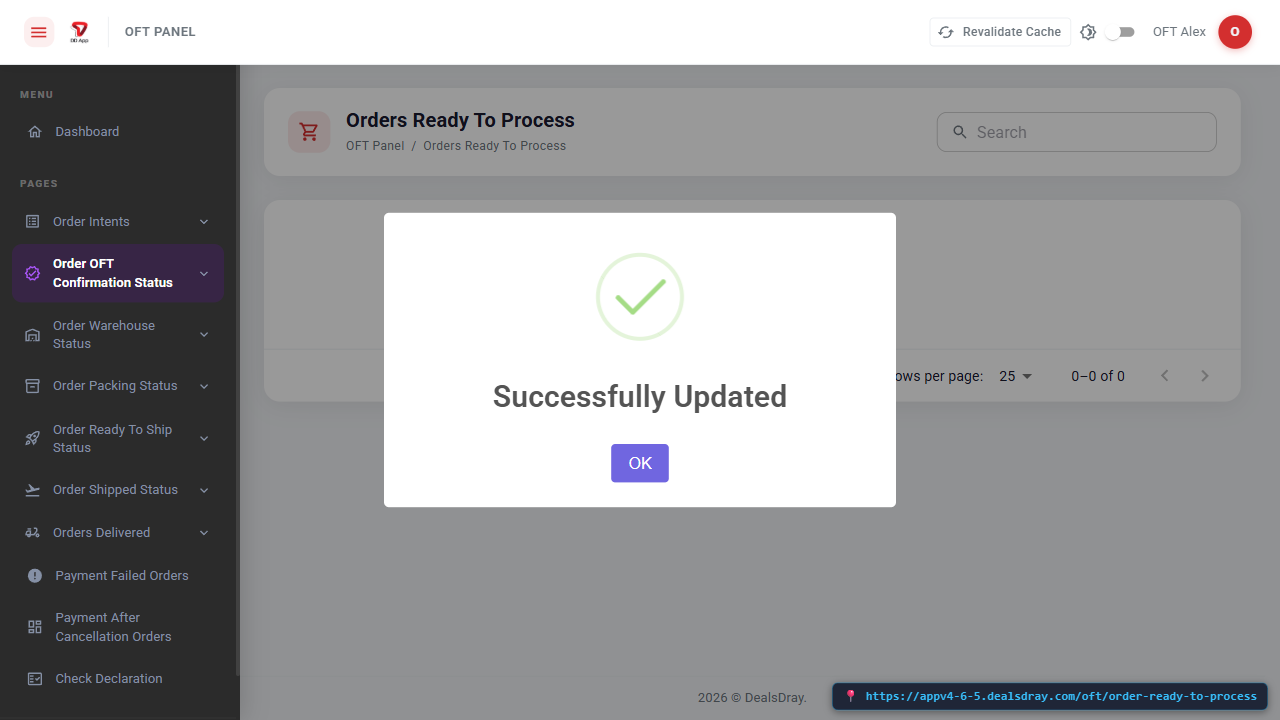 DD App
OFT PANEL
Revalidate Cache
OFT Alex
O
MENU
Dashboard
PAGES
Order Intents
Order OFT
Confirmation Status
Order Warehouse
Status
Order Packing Status
Order Ready To Ship
Status
Order Shipped Status
Orders Delivered
Payment Failed Orders
Payment After
Cancellation Orders
Check Declaration
Orders Ready To Process
OFT Panel / Orders Ready To Process
Search
Successfully Updated
OK
ows per page: 25 0–0 of 0
2026 © DealsDray.
https://appv4-6-5.dealsdray.com/oft/order-ready-to-process